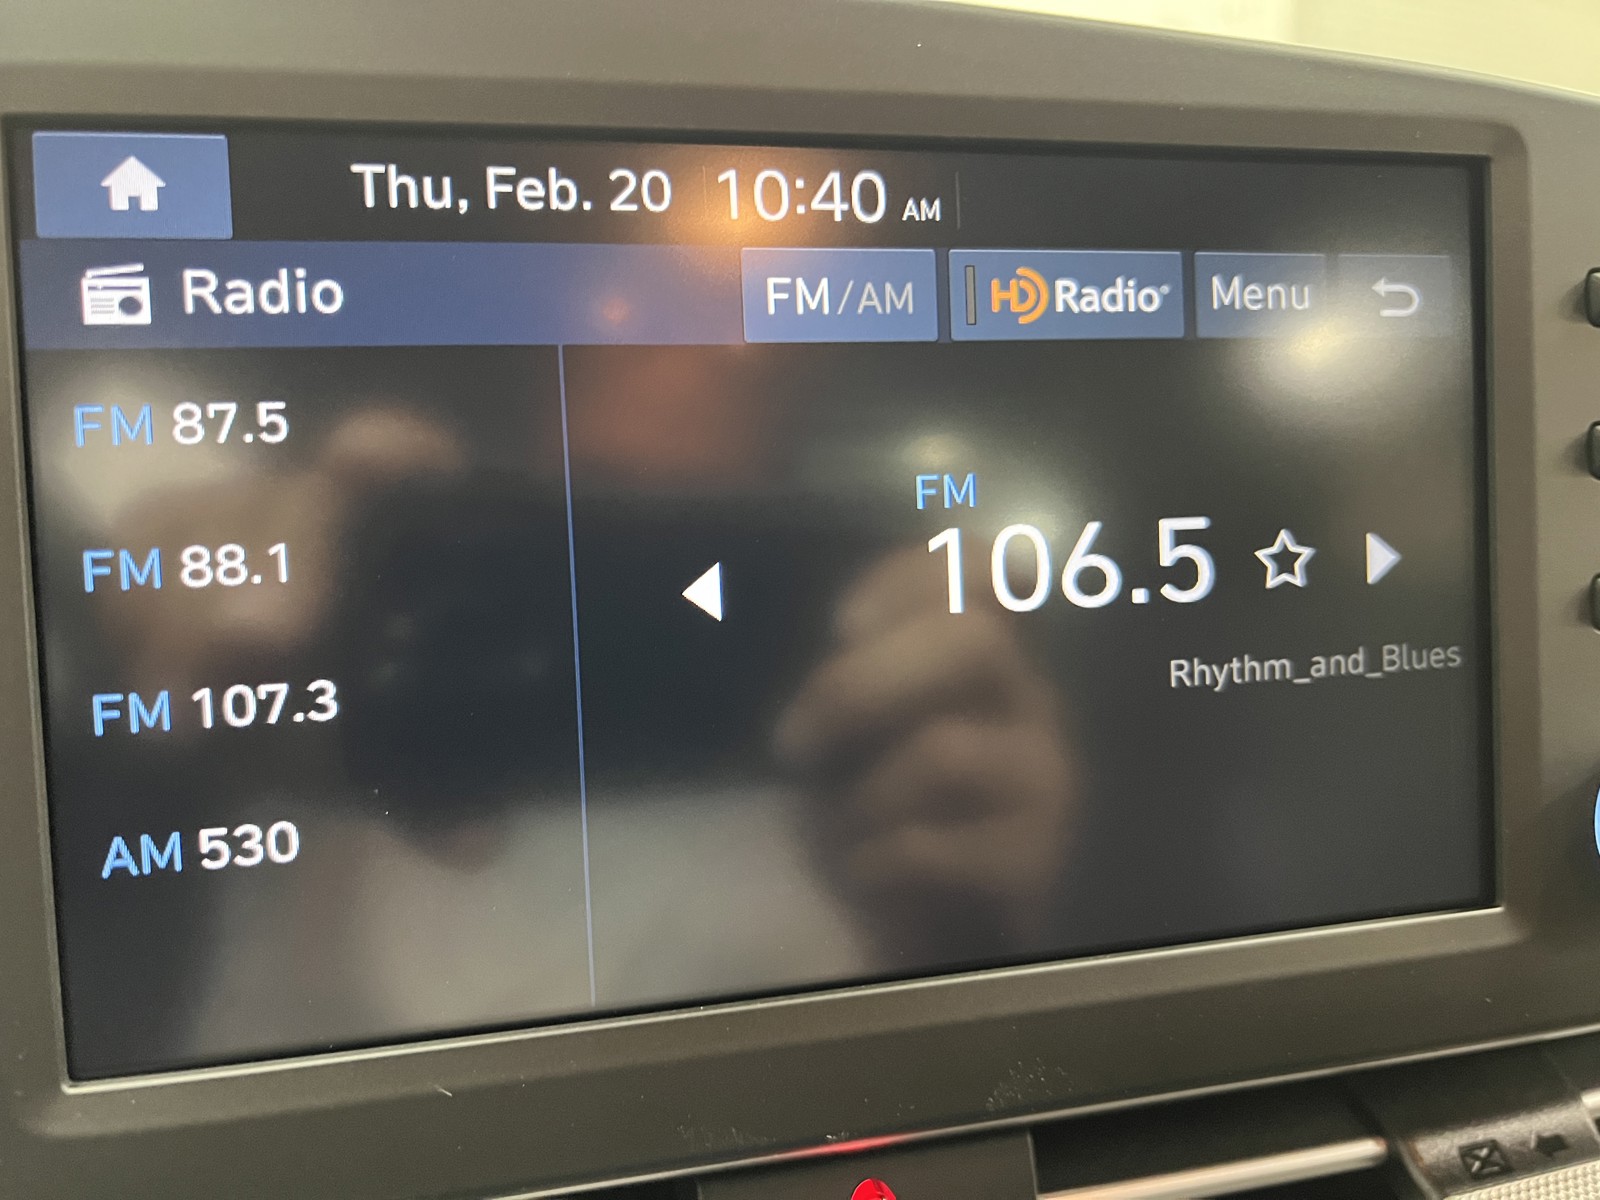 Thu, Feb. 20 10:40 AM
Radio FM/AM HD Radio® Menu
FM 87.5
FM 88.1
FM 107.3
AM 530
FM
106.5
Rhythm_and_Blues